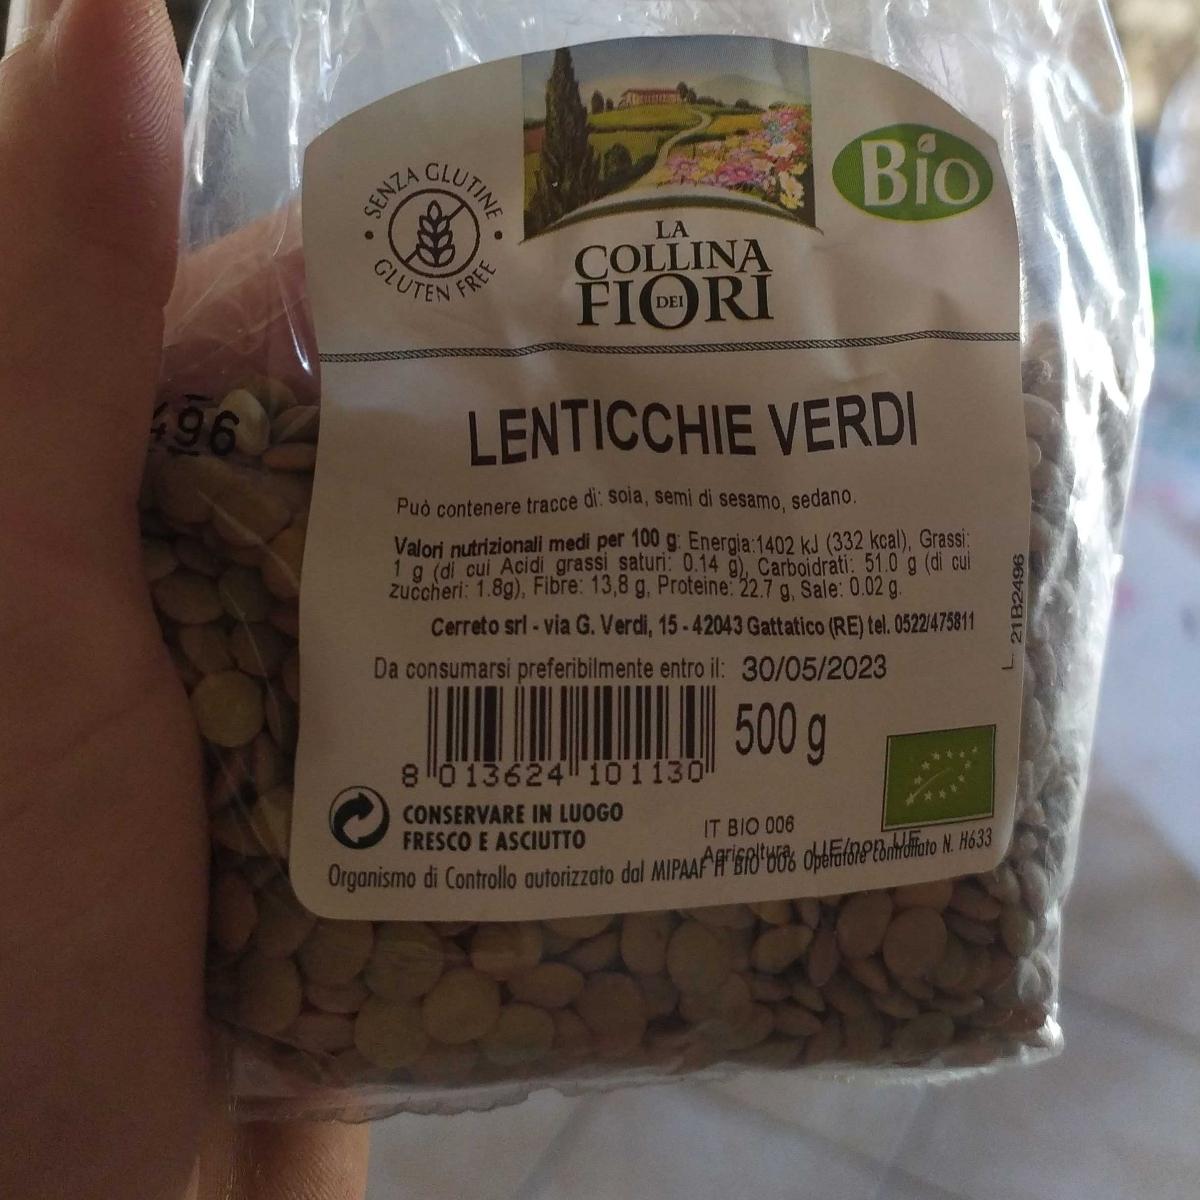 SENZA GLUTINE
GLUTEN FREE
Bio
LA
COLLINA
DEI
FIORI
496
LENTICCHIE VERDI
Può contenere tracce di: soia, semi di sesamo, sedano.
Valori nutrizionali medi per 100 g: Energia:1402 kJ (332 kcal), Grassi:
1 g (di cui Acidi grassi saturi: 0.14 g), Carboidrati: 51.0 g (di cui
zuccheri: 1.8g), Fibre: 13,8 g, Proteine: 22.7 g, Sale: 0.02 g.
Cerreto srl - via G. Verdi, 15 - 42043 Gattatico (RE) tel. 0522/475811
L. 21B2496
Da consumarsi preferibilmente entro il: 30/05/2023
8 013624 101130
500 g
CONSERVARE IN LUOGO
FRESCO E ASCIUTTO
IT BIO 006
Agricoltura UE/non UE
Organismo di Controllo autorizzato dal MIPAAF IT BIO 006 Operatore controllato N. H633